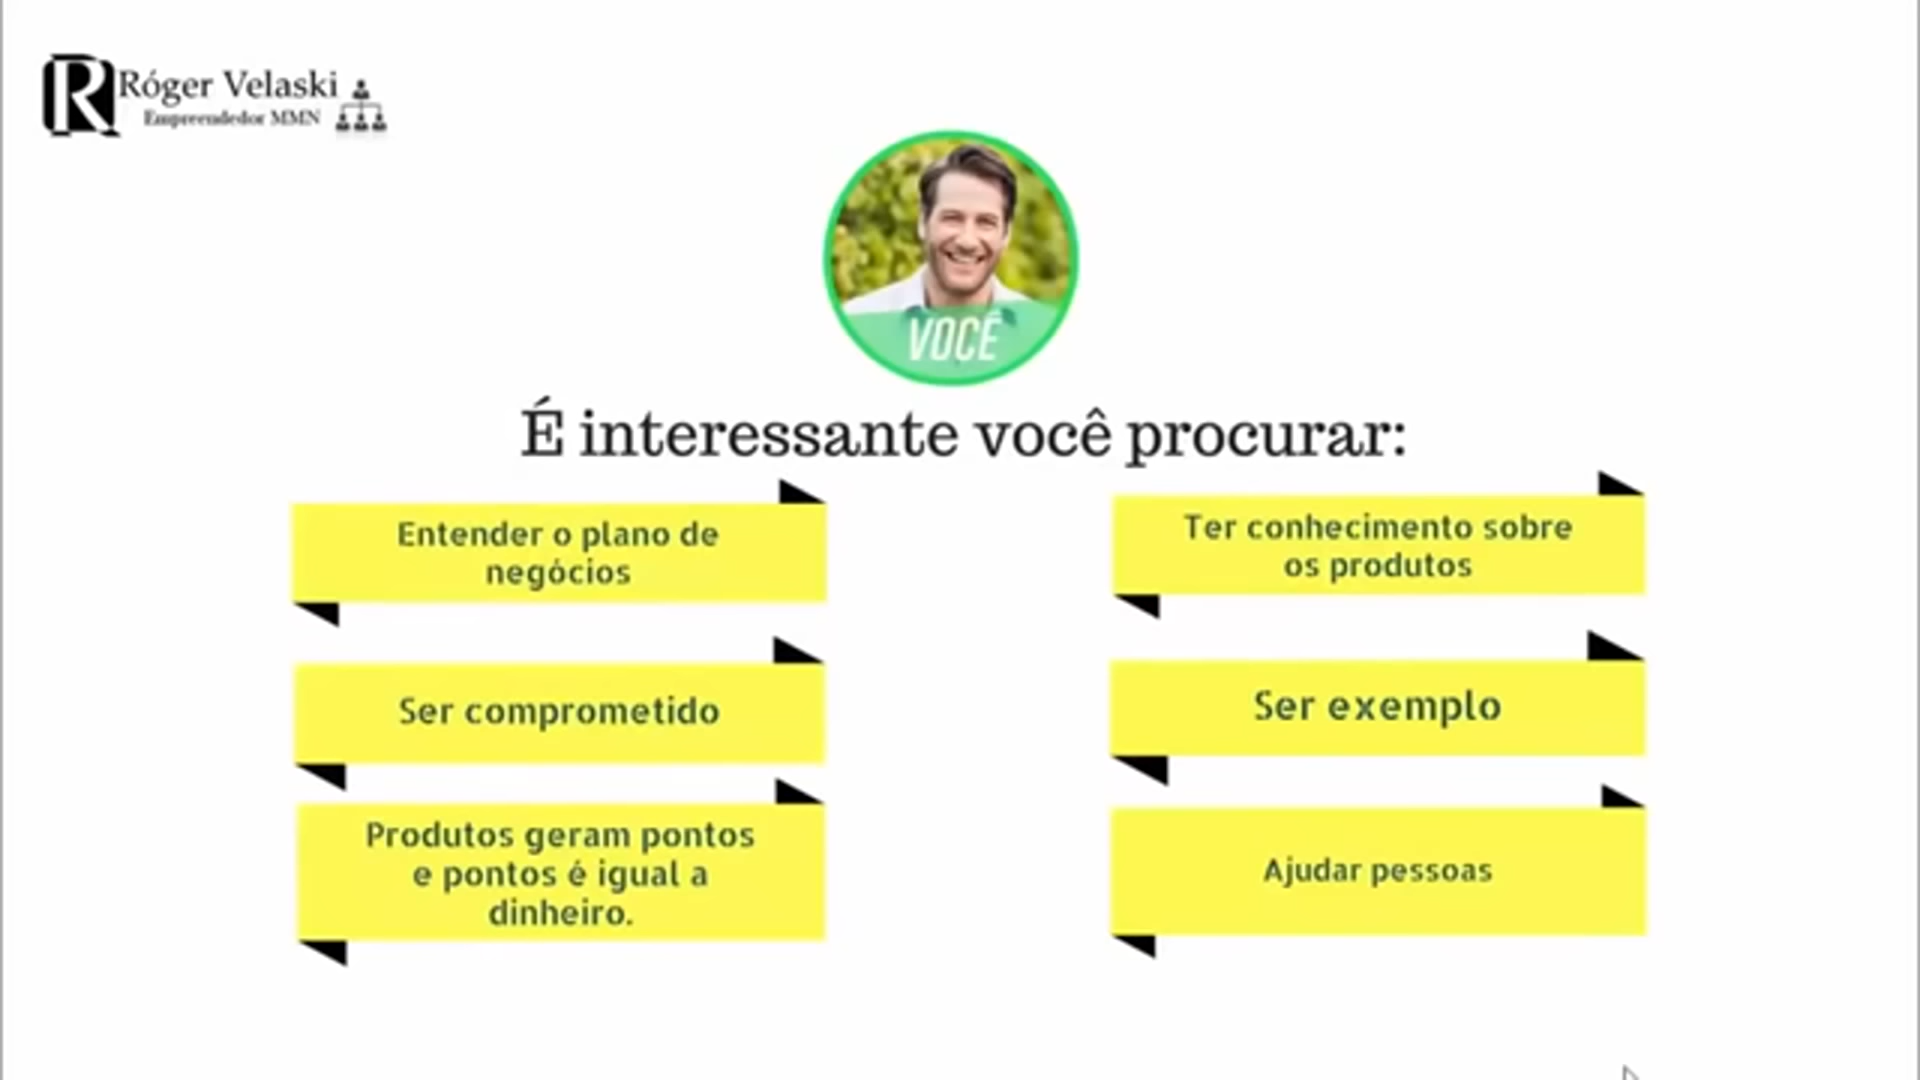 Róger Velaski
Empreendedor MMN
VOCÊ
É interessante você procurar:
Entender o plano de
negócios
Ter conhecimento sobre
os produtos
Ser comprometido
Ser exemplo
Produtos geram pontos
e pontos é igual a
dinheiro.
Ajudar pessoas